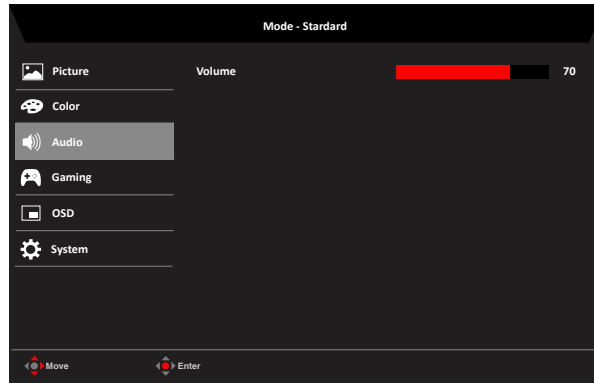 Mode - Stardard
Picture
Volume
70
Color
Audio
Gaming
OSD
System
Move
Enter